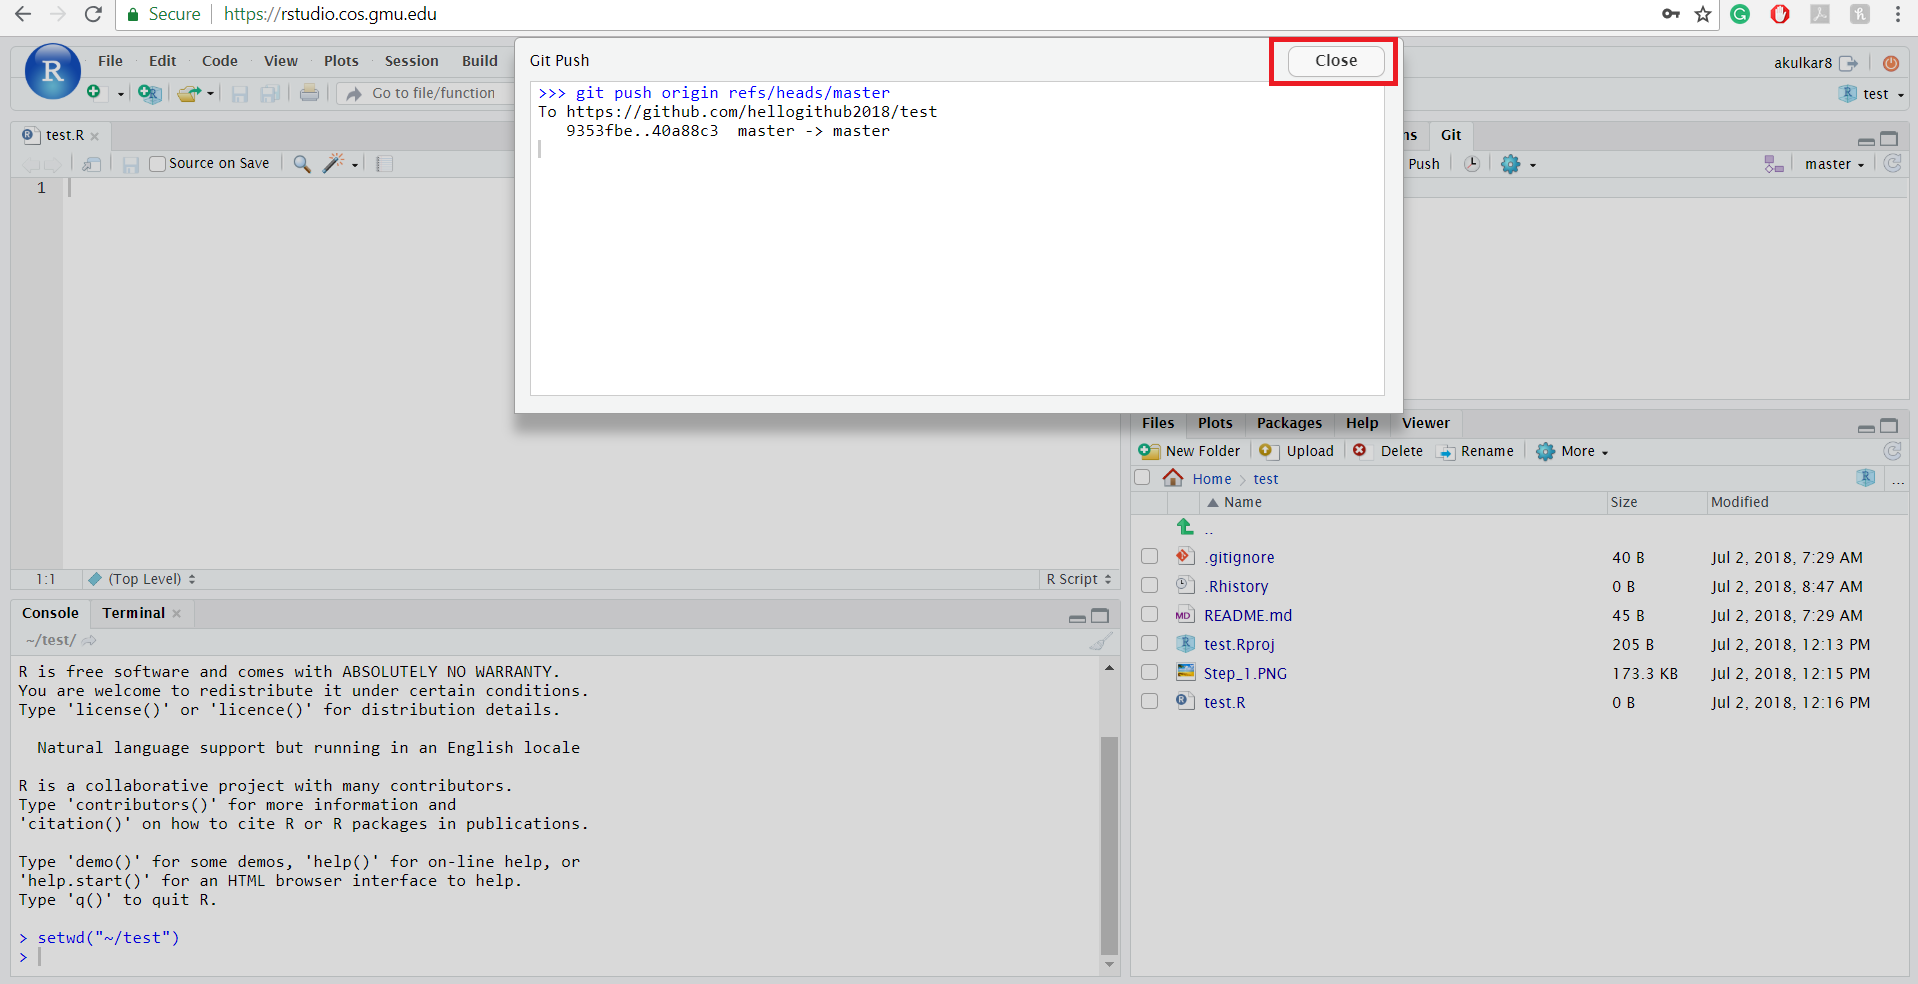 Secure https://rstudio.cos.gmu.edu
R File Edit Code View Plots Session Build
akulkar8
Go to file/function
test
Git Push
Close
>>> git push origin refs/heads/master
To https://github.com/hellogithub2018/test
9353fbe..40a88c3 master -> master
test.R
Source on Save
1
1:1 (Top Level) R Script
ns Git
Push master
Console Terminal
~/test/
R is free software and comes with ABSOLUTELY NO WARRANTY.
You are welcome to redistribute it under certain conditions.
Type 'license()' or 'licence()' for distribution details.
Natural language support but running in an English locale
R is a collaborative project with many contributors.
Type 'contributors()' for more information and
'citation()' on how to cite R or R packages in publications.
Type 'demo()' for some demos, 'help()' for on-line help, or
'help.start()' for an HTML browser interface to help.
Type 'q()' to quit R.
> setwd("~/test")
>
Files Plots Packages Help Viewer
New Folder Upload Delete Rename More
Home test ...
Name Size Modified
..
.gitignore 40 B Jul 2, 2018, 7:29 AM
.Rhistory 0 B Jul 2, 2018, 8:47 AM
README.md 45 B Jul 2, 2018, 7:29 AM
test.Rproj 205 B Jul 2, 2018, 12:13 PM
Step_1.PNG 173.3 KB Jul 2, 2018, 12:15 PM
test.R 0 B Jul 2, 2018, 12:16 PM